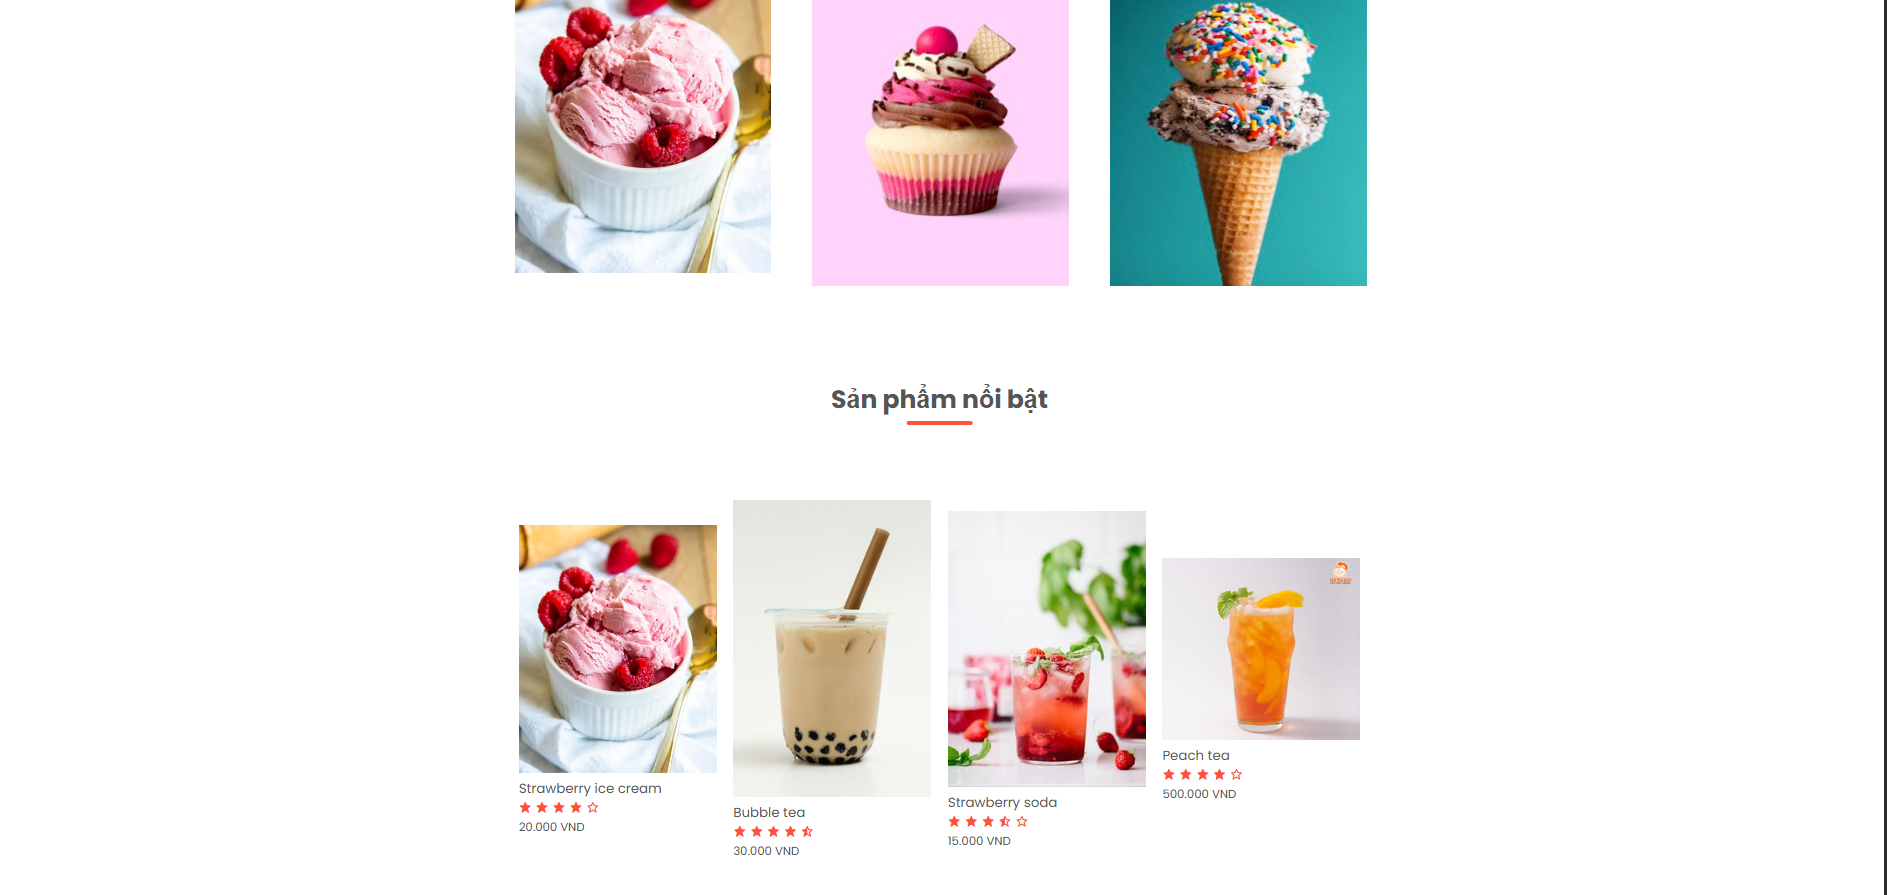 Sản phẩm nổi bật
Strawberry ice cream
20.000 VND
Bubble tea
30.000 VND
Strawberry soda
15.000 VND
Peach tea
500.000 VND